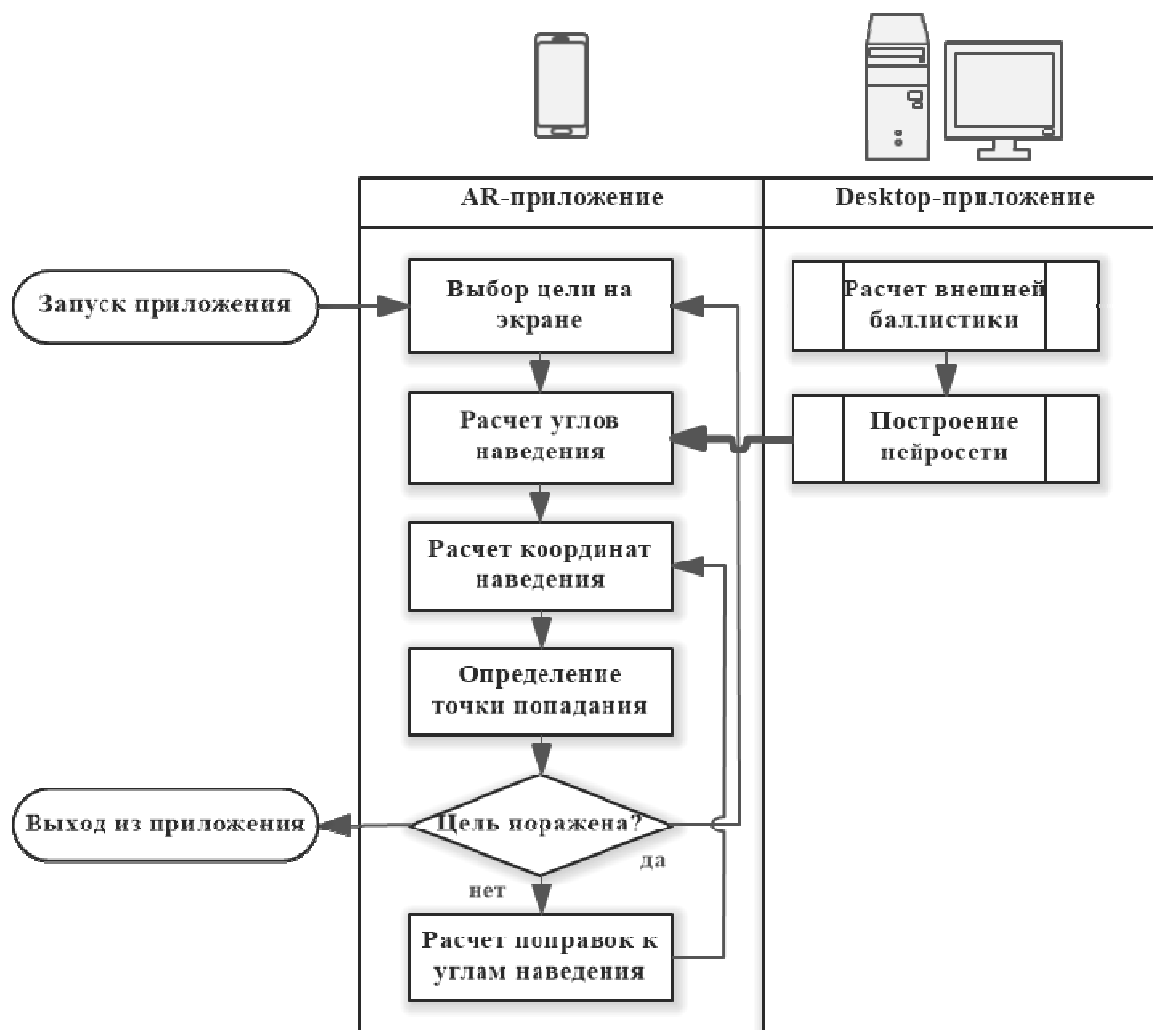 AR-приложение
Desktop-приложение
Запуск приложения
Выбор цели на
экране
Расчет внешней
баллистики
Расчет углов
наведения
Построение
нейросети
Расчет координат
наведения
Определение
точки попадания
Выход из приложения
Цель поражена?
да
нет
Расчет поправок к
углам наведения